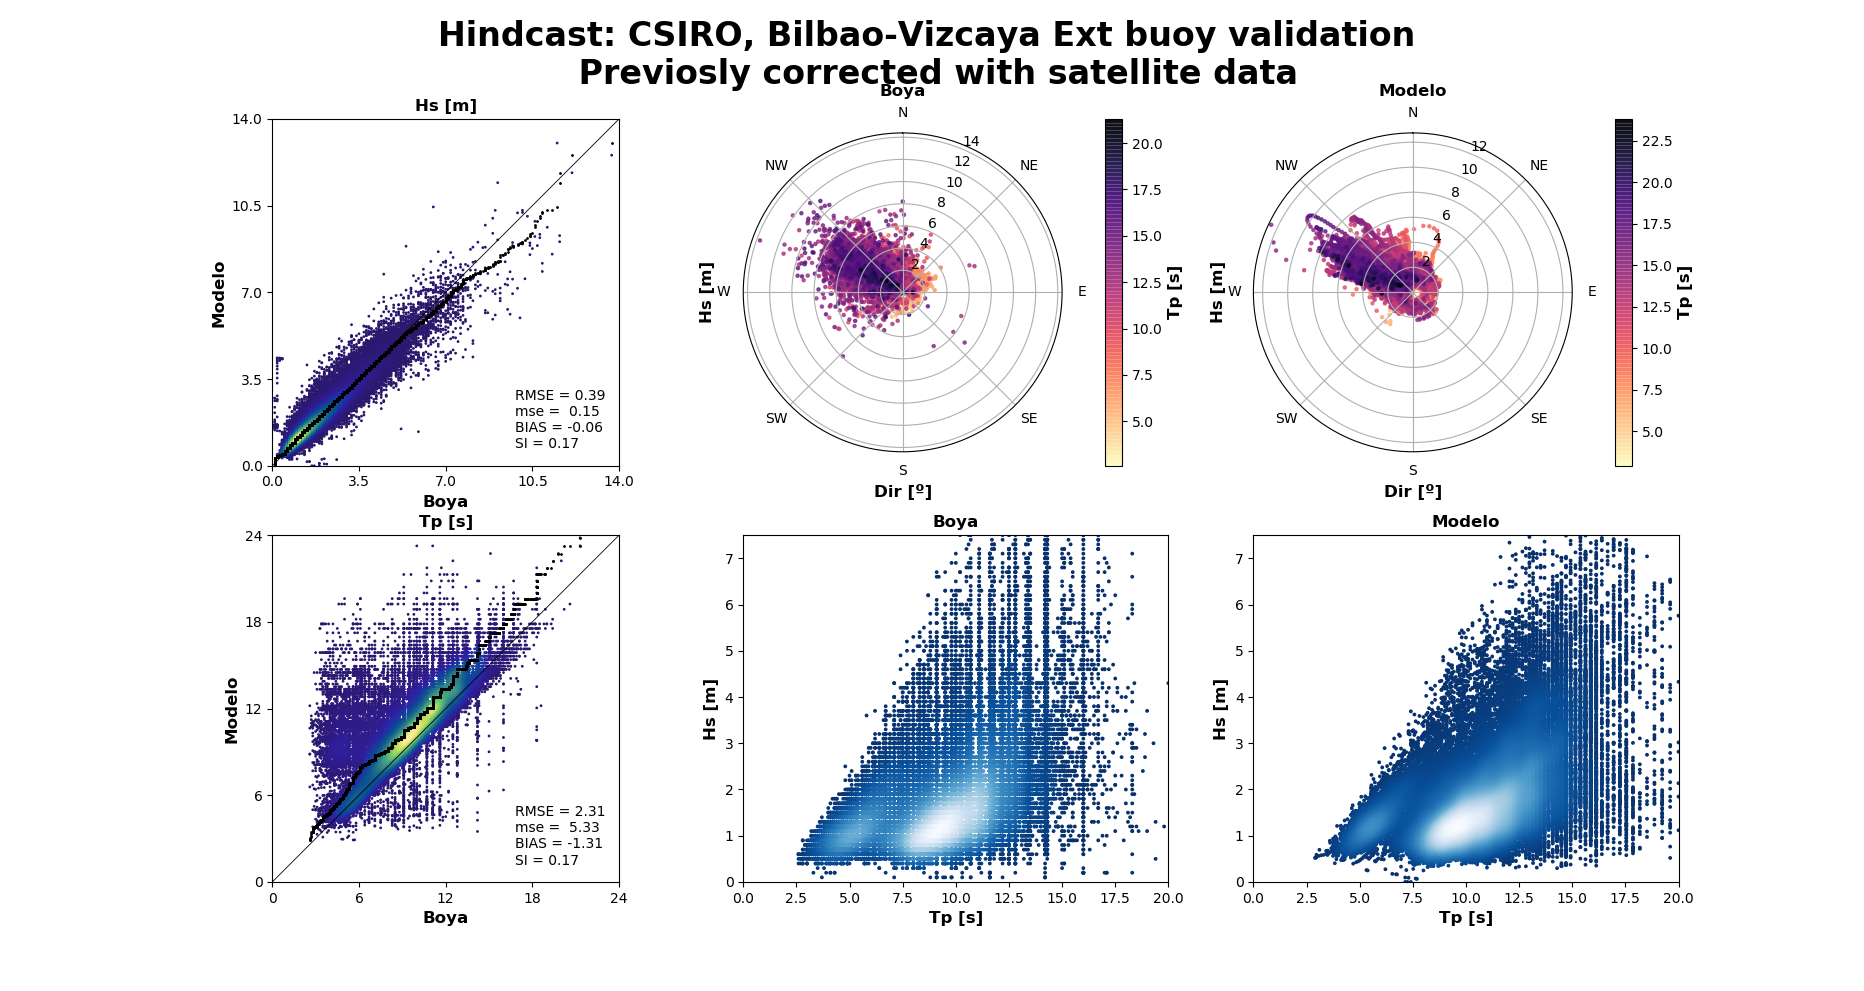 Hindcast: CSIRO, Bilbao-Vizcaya Ext buoy validation
Previosly corrected with satellite data
Hs [m]
14.0
10.5
7.0
3.5
0.0
Modelo
RMSE = 0.39
mse =  0.15
BIAS = -0.06
SI = 0.17
0.0 3.5 7.0 10.5 14.0
Boya
Boya
N
NW NE
W E
SW SE
S
14
12
10
8
6
4
2
Hs [m]
Dir [º]
20.0
17.5
15.0
12.5
10.0
7.5
5.0
Tp [s]
Modelo
N
NW NE
W E
SW SE
S
12
10
8
6
4
2
Hs [m]
Dir [º]
22.5
20.0
17.5
15.0
12.5
10.0
7.5
5.0
Tp [s]
Tp [s]
24
18
12
6
0
Modelo
RMSE = 2.31
mse =  5.33
BIAS = -1.31
SI = 0.17
0 6 12 18 24
Boya
Boya
7
6
5
4
3
2
1
0
Hs [m]
0.0 2.5 5.0 7.5 10.0 12.5 15.0 17.5 20.0
Tp [s]
Modelo
7
6
5
4
3
2
1
0
Hs [m]
0.0 2.5 5.0 7.5 10.0 12.5 15.0 17.5 20.0
Tp [s]